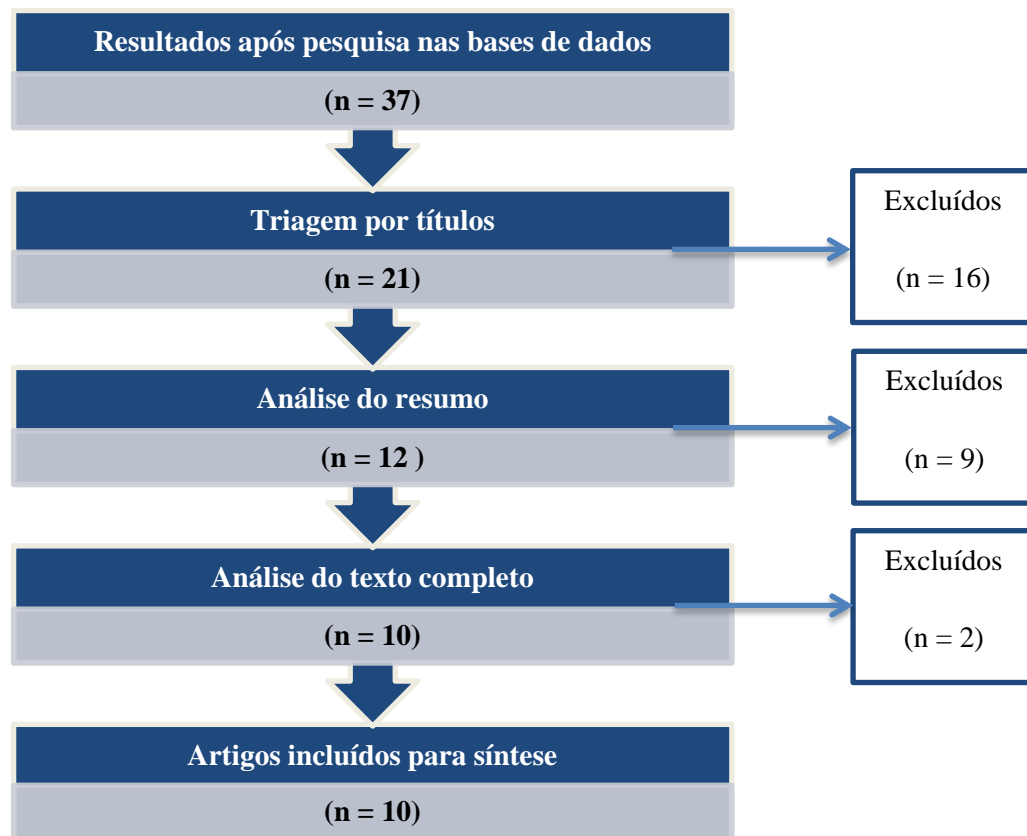 Resultados após pesquisa nas bases de dados
(n = 37)
Triagem por títulos
(n = 21)
Excluídos
(n = 16)
Análise do resumo
(n = 12 )
Excluídos
(n = 9)
Análise do texto completo
(n = 10)
Excluídos
(n = 2)
Artigos incluídos para síntese
(n = 10)